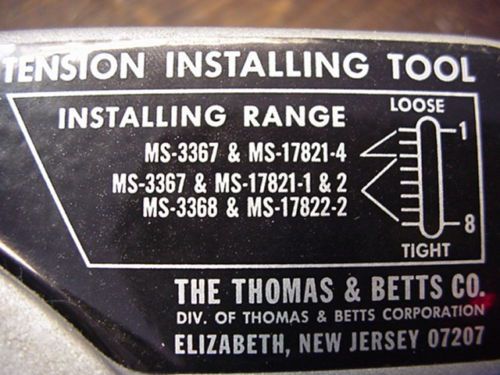 TENSION INSTALLING TOOL
INSTALLING RANGE
LOOSE
MS-3367 & MS-17821-4
1
MS-3367 & MS-17821-1 & 2
MS-3368 & MS-17822-2
8
TIGHT
THE THOMAS & BETTS CO.
DIV. OF THOMAS & BETTS CORPORATION
ELIZABETH, NEW JERSEY 07207